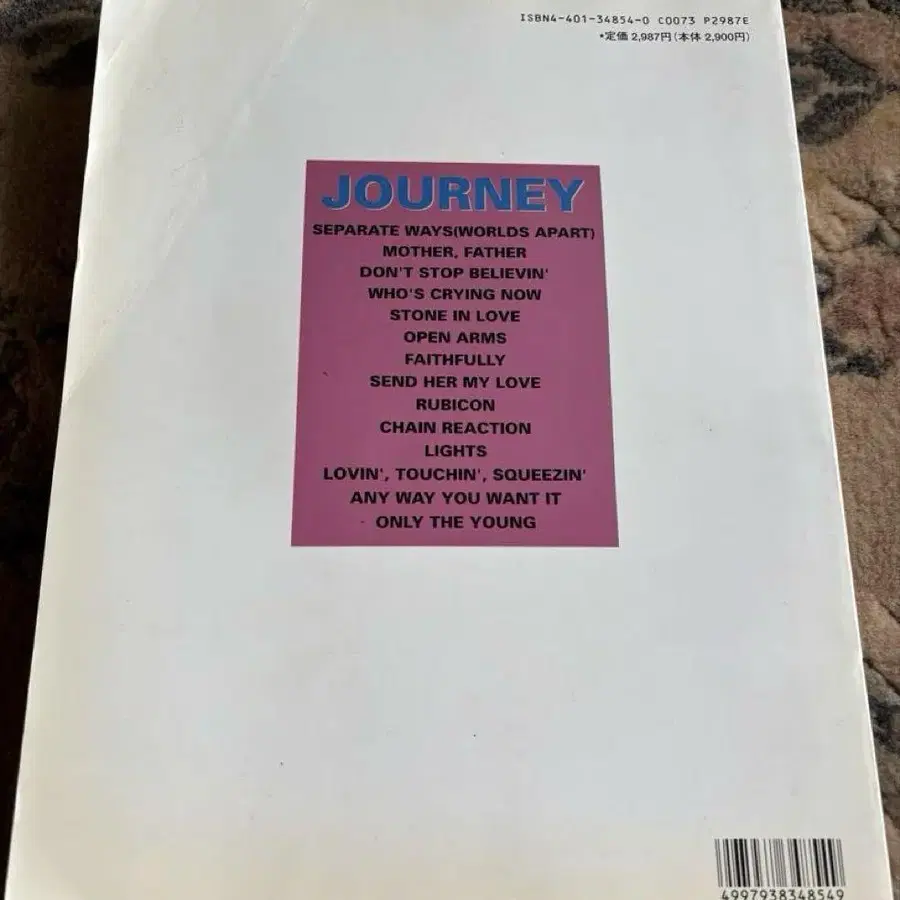 ISBN4-401-34854-0 C0073 P2987E
*定価 2,987円(本体 2,900円)
JOURNEY
SEPARATE WAYS(WORLDS APART)
MOTHER, FATHER
DON'T STOP BELIEVIN'
WHO'S CRYING NOW
STONE IN LOVE
OPEN ARMS
FAITHFULLY
SEND HER MY LOVE
RUBICON
CHAIN REACTION
LIGHTS
LOVIN', TOUCHIN', SQUEEZIN'
ANY WAY YOU WANT IT
ONLY THE YOUNG
4997938348549